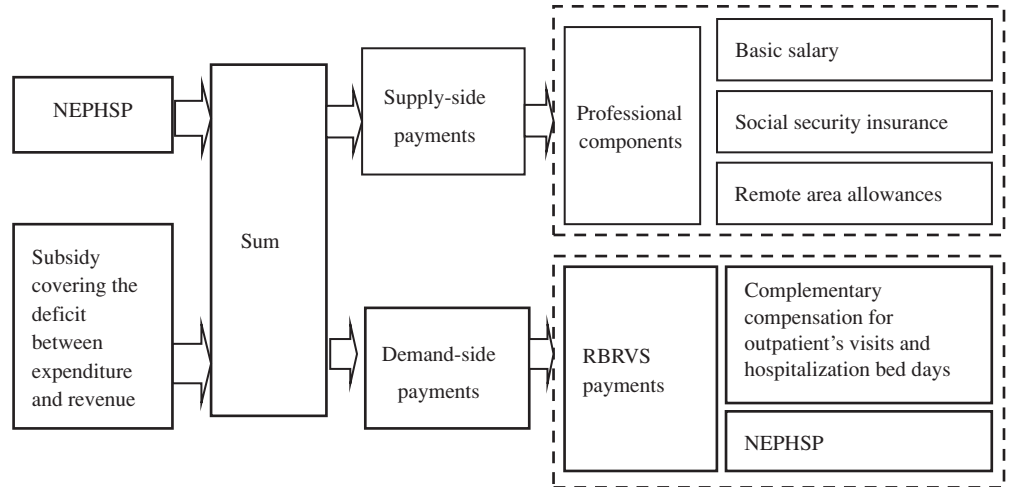 NEPHSP
Subsidy
covering the
deficit
between
expenditure
and revenue
Sum
Supply-side
payments
Demand-side
payments
Professional
components
Basic salary
Social security insurance
Remote area allowances
RBRVS
payments
Complementary
compensation for
outpatient's visits and
hospitalization bed days
NEPHSP